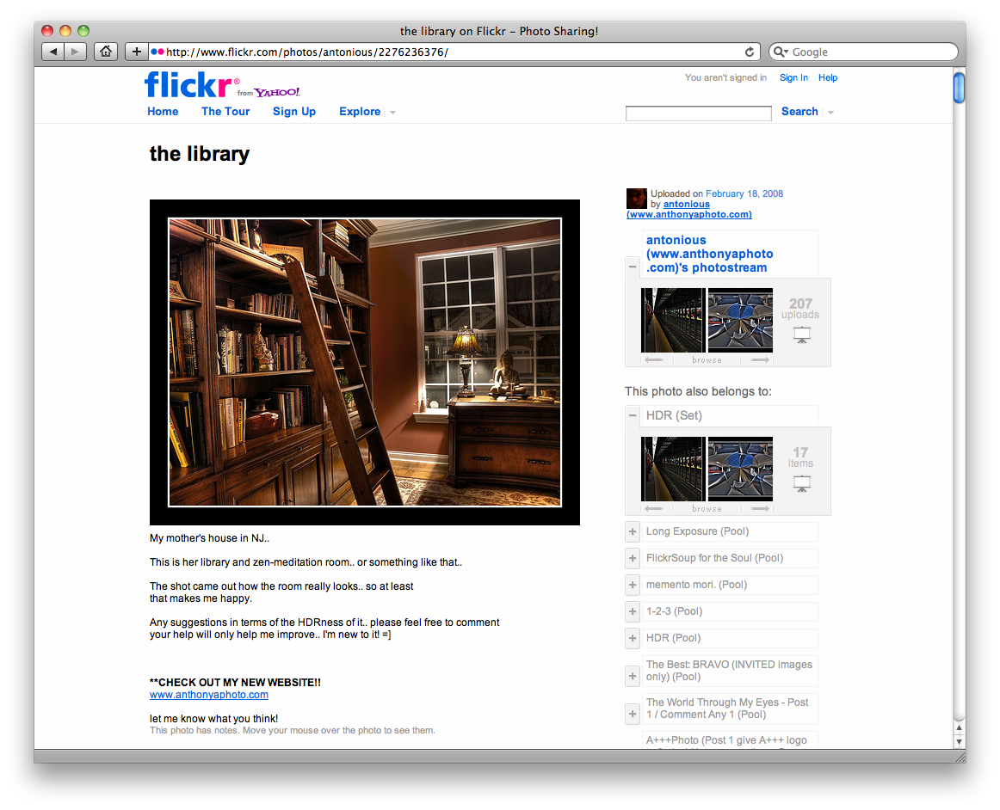 the library on Flickr – Photo Sharing!
http://www.flickr.com/photos/antonious/2276236376/
Google
flickr® from YAHOO!
You aren't signed in Sign In Help
Home The Tour Sign Up Explore
Search
the library
Uploaded on February 18, 2008
by antonious
(www.anthonyaphoto.com)
antonious
(www.anthonyaphoto
.com)'s photostream
207
uploads
browse
This photo also belongs to:
HDR (Set)
17
items
browse
Long Exposure (Pool)
FlickrSoup for the Soul (Pool)
memento mori. (Pool)
1-2-3 (Pool)
HDR (Pool)
The Best: BRAVO (INVITED images
only) (Pool)
The World Through My Eyes - Post
1 / Comment Any 1 (Pool)
A+++Photo (Post 1 give A+++ logo
My mother's house in NJ..
This is her library and zen-meditation room.. or something like that..
The shot came out how the room really looks.. so at least
that makes me happy.
Any suggestions in terms of the HDRness of it.. please feel free to comment
your help will only help me improve.. I'm new to it! =]
**CHECK OUT MY NEW WEBSITE!!
www.anthonyaphoto.com
let me know what you think!
This photo has notes. Move your mouse over the photo to see them.